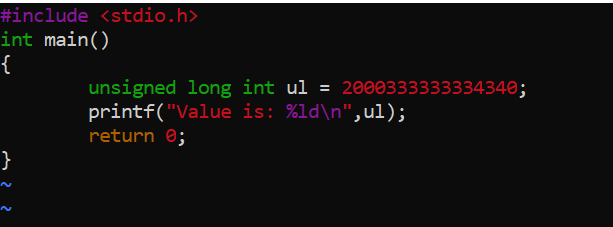 #include <stdio.h>
int main()
{
        unsigned long int ul = 2000333333334340;
        printf("Value is: %ld\n",ul);
        return 0;
}
~
~